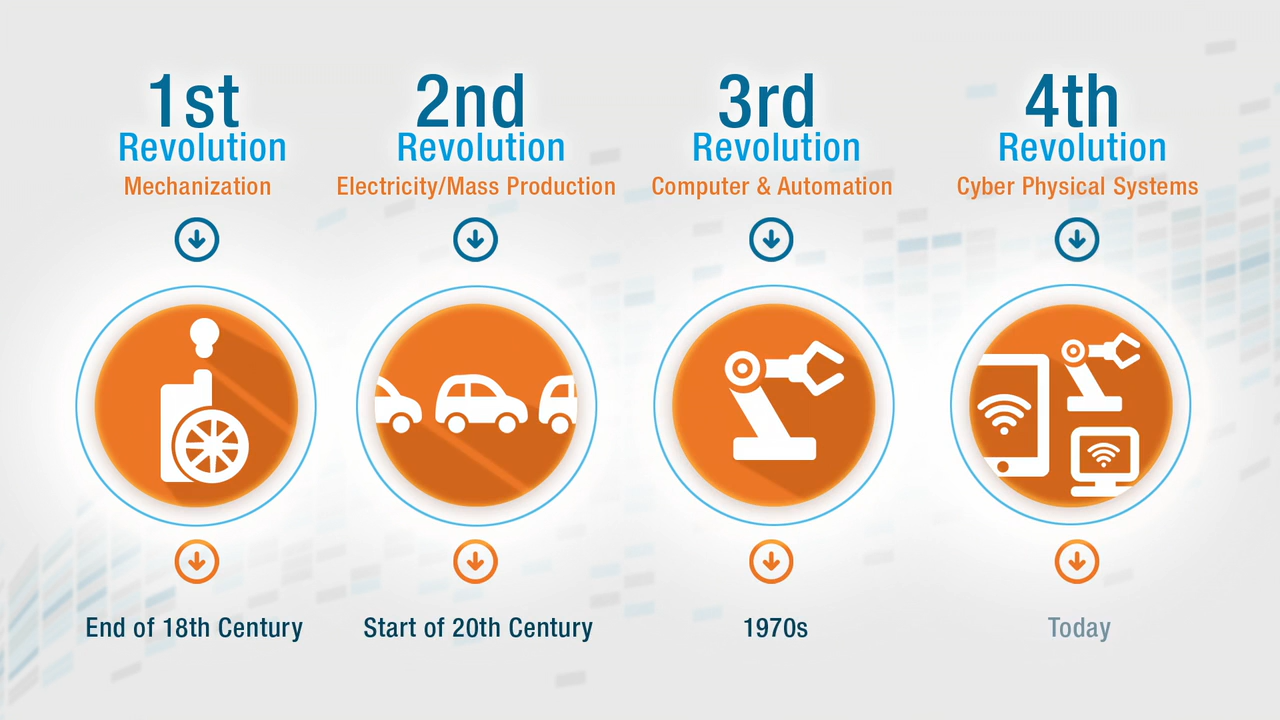 1st
Revolution
Mechanization
End of 18th Century
2nd
Revolution
Electricity/Mass Production
Start of 20th Century
3rd
Revolution
Computer & Automation
1970s
4th
Revolution
Cyber Physical Systems
Today